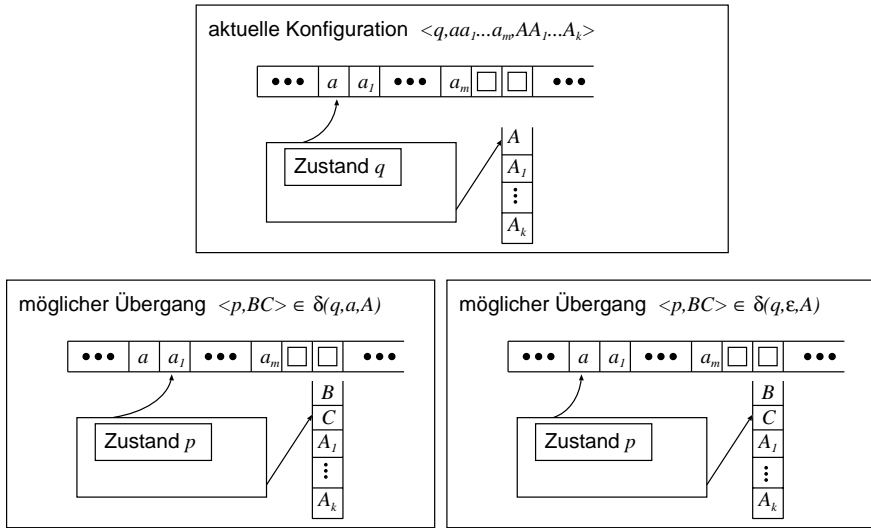 aktuelle Konfiguration <q,aa₁...aₘ,AA₁...Aₖ>
••• a a₁ ••• aₘ □ □ •••
A
Zustand q
A₁
⋮
Aₖ
möglicher Übergang <p,BC> ∈ δ(q,a,A)
••• a a₁ ••• aₘ □ □ •••
B
C
Zustand p
A₁
⋮
Aₖ
möglicher Übergang <p,BC> ∈ δ(q,ε,A)
••• a a₁ ••• aₘ □ □ •••
B
C
Zustand p
A₁
⋮
Aₖ